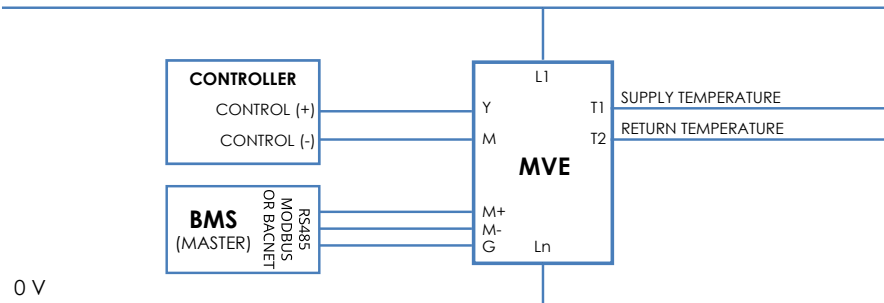 L1
CONTROLLER
CONTROL (+)
CONTROL (-)
Y
M
T1
T2
SUPPLY TEMPERATURE
RETURN TEMPERATURE
MVE
BMS
(MASTER)
RS485
MODBUS
OR BACNET
M+
M-
G
Ln
0 V